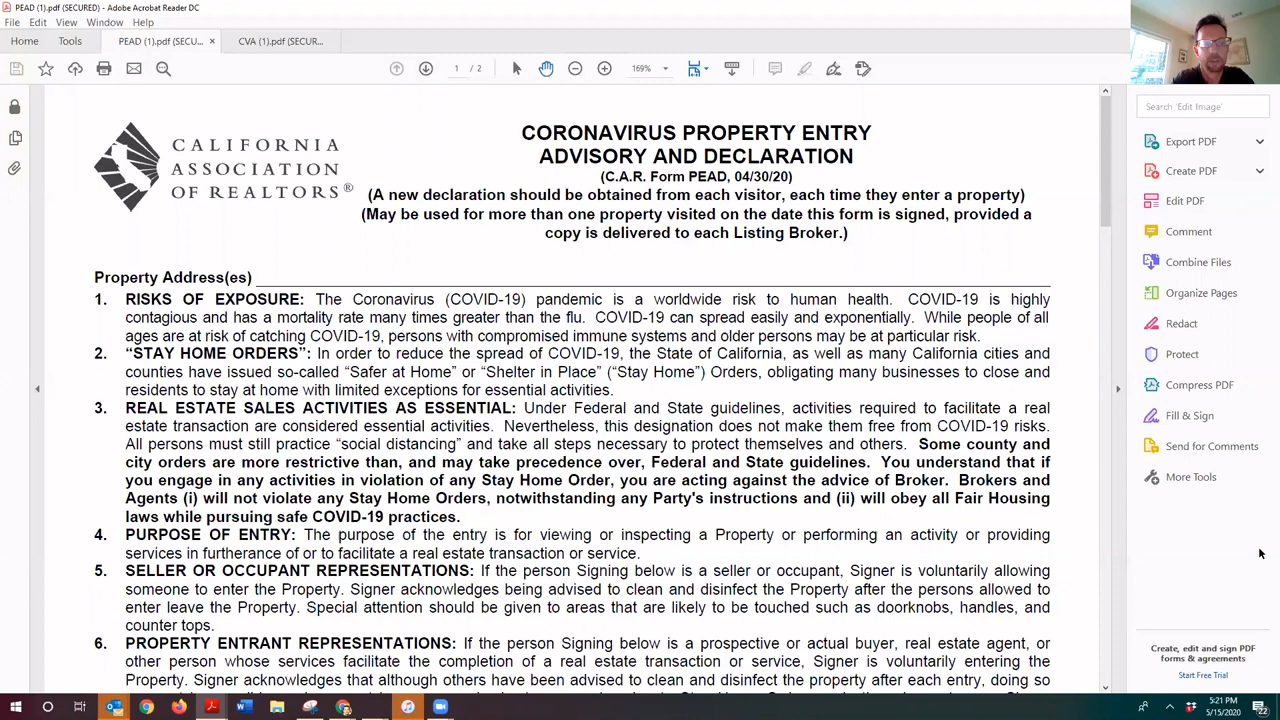 PEAD (1).pdf (SECURED) - Adobe Acrobat Reader DC
File Edit View Window Help
Home Tools PEAD (1).pdf (SECU... × CVA (1).pdf (SECUR...
/ 2 169%
Search 'Edit Image'
CALIFORNIA
ASSOCIATION
OF REALTORS®
CORONAVIRUS PROPERTY ENTRY
ADVISORY AND DECLARATION
(C.A.R. Form PEAD, 04/30/20)
(A new declaration should be obtained from each visitor, each time they enter a property)
(May be used for more than one property visited on the date this form is signed, provided a
copy is delivered to each Listing Broker.)
Property Address(es)
1. RISKS OF EXPOSURE: The Coronavirus (COVID-19) pandemic is a worldwide risk to human health. COVID-19 is highly
contagious and has a mortality rate many times greater than the flu. COVID-19 can spread easily and exponentially. While people of all
ages are at risk of catching COVID-19, persons with compromised immune systems and older persons may be at particular risk.
2. “STAY HOME ORDERS”: In order to reduce the spread of COVID-19, the State of California, as well as many California cities and
counties have issued so-called “Safer at Home” or “Shelter in Place” (“Stay Home”) Orders, obligating many businesses to close and
residents to stay at home with limited exceptions for essential activities.
3. REAL ESTATE SALES ACTIVITIES AS ESSENTIAL: Under Federal and State guidelines, activities required to facilitate a real
estate transaction are considered essential activities. Nevertheless, this designation does not make them free from COVID-19 risks.
All persons must still practice “social distancing” and take all steps necessary to protect themselves and others. Some county and
city orders are more restrictive than, and may take precedence over, Federal and State guidelines. You understand that if
you engage in any activities in violation of any Stay Home Order, you are acting against the advice of Broker. Brokers and
Agents (i) will not violate any Stay Home Orders, notwithstanding any Party's instructions and (ii) will obey all Fair Housing
laws while pursuing safe COVID-19 practices.
4. PURPOSE OF ENTRY: The purpose of the entry is for viewing or inspecting a Property or performing an activity or providing
services in furtherance of or to facilitate a real estate transaction or service.
5. SELLER OR OCCUPANT REPRESENTATIONS: If the person Signing below is a seller or occupant, Signer is voluntarily allowing
someone to enter the Property. Signer acknowledges being advised to clean and disinfect the Property after the persons allowed to
enter leave the Property. Special attention should be given to areas that are likely to be touched such as doorknobs, handles, and
counter tops.
6. PROPERTY ENTRANT REPRESENTATIONS: If the person Signing below is a prospective or actual buyer, real estate agent, or
other person whose services facilitate the completion of a real estate transaction or service, Signer is voluntarily entering the
Property. Signer acknowledges that although others have been advised to clean and disinfect the property after each entry, doing so
Export PDF
Create PDF
Edit PDF
Comment
Combine Files
Organize Pages
Redact
Protect
Compress PDF
Fill & Sign
Send for Comments
More Tools
Create, edit and sign PDF
forms & agreements
Start Free Trial
5:21 PM
5/15/2020
22